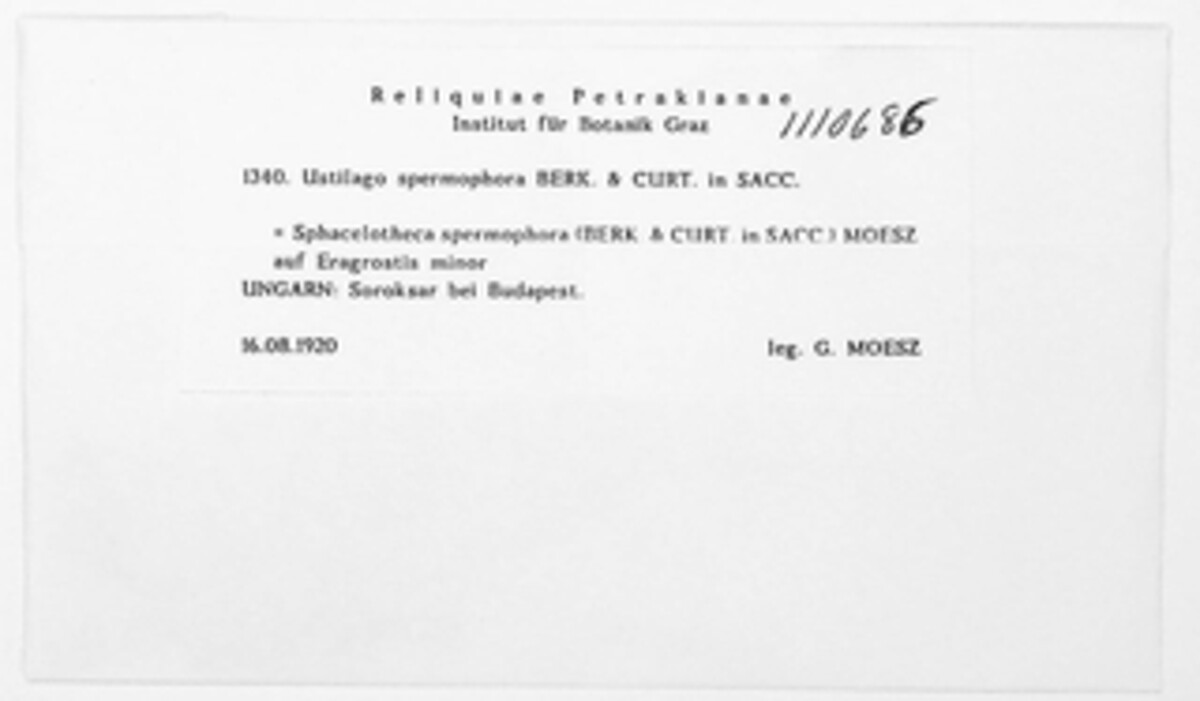 Reliquiae Petrakianae
Institut für Botanik Graz 1110686
1340. Ustilago spermophora BERK. & CURT. in SACC.
= Sphacelotheca spermophora (BERK. & CURT. in SACC.) MOESZ
auf Eragrostis minor
UNGARN: Soroksar bei Budapest.
16.08.1920 leg. G. MOESZ